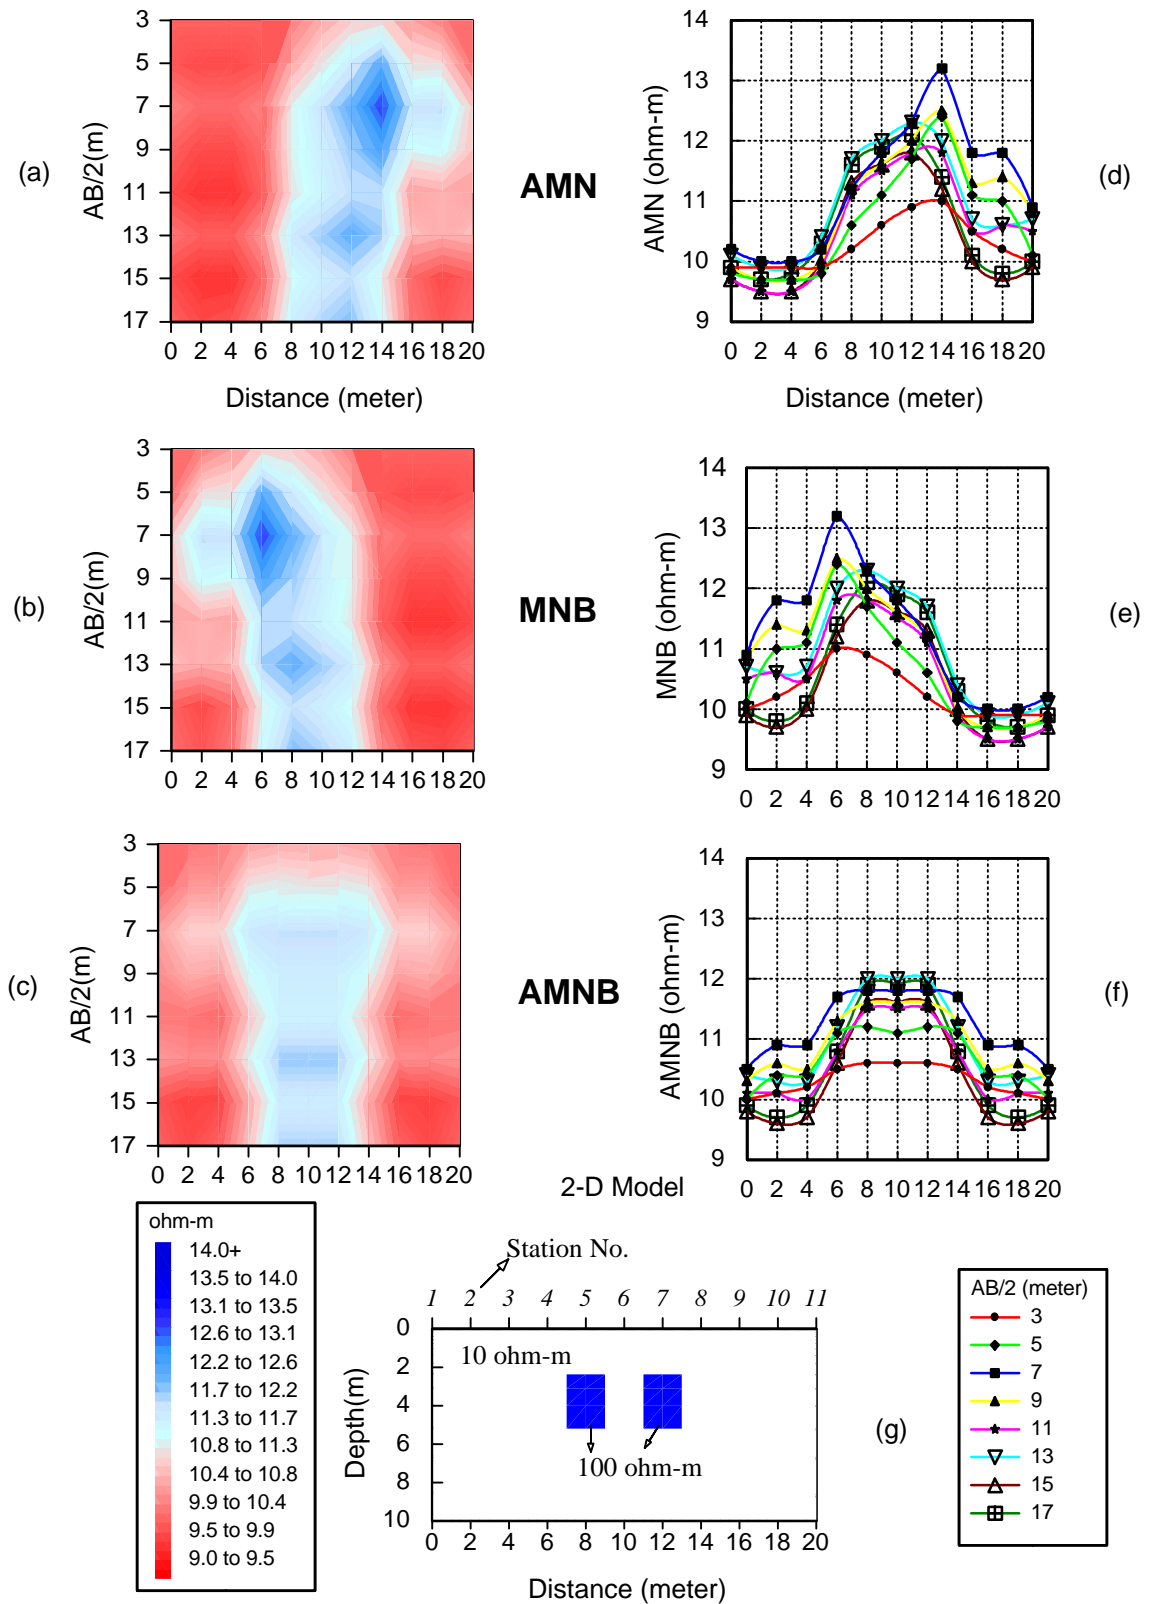 (a)
AB/2(m)
3
5
7
9
11
13
15
17
0 2 4 6 8 10 12 14 16 18 20
Distance (meter)
AMN
AMN (ohm-m)
14
13
12
11
10
9
0 2 4 6 8 10 12 14 16 18 20
Distance (meter)
(d)
(b)
AB/2(m)
3
5
7
9
11
13
15
17
0 2 4 6 8 10 12 14 16 18 20
MNB
MNB (ohm-m)
14
13
12
11
10
9
0 2 4 6 8 10 12 14 16 18 20
(e)
(c)
AB/2(m)
3
5
7
9
11
13
15
17
0 2 4 6 8 10 12 14 16 18 20
AMNB
AMNB (ohm-m)
14
13
12
11
10
9
0 2 4 6 8 10 12 14 16 18 20
(f)
ohm-m
14.0+
13.5 to 14.0
13.1 to 13.5
12.6 to 13.1
12.2 to 12.6
11.7 to 12.2
11.3 to 11.7
10.8 to 11.3
10.4 to 10.8
9.9 to 10.4
9.5 to 9.9
9.0 to 9.5
2-D Model
Station No.
1 2 3 4 5 6 7 8 9 10 11
Depth(m)
0
2
4
6
8
10
10 ohm-m
100 ohm-m
0 2 4 6 8 10 12 14 16 18 20
Distance (meter)
(g)
AB/2 (meter)
3
5
7
9
11
13
15
17